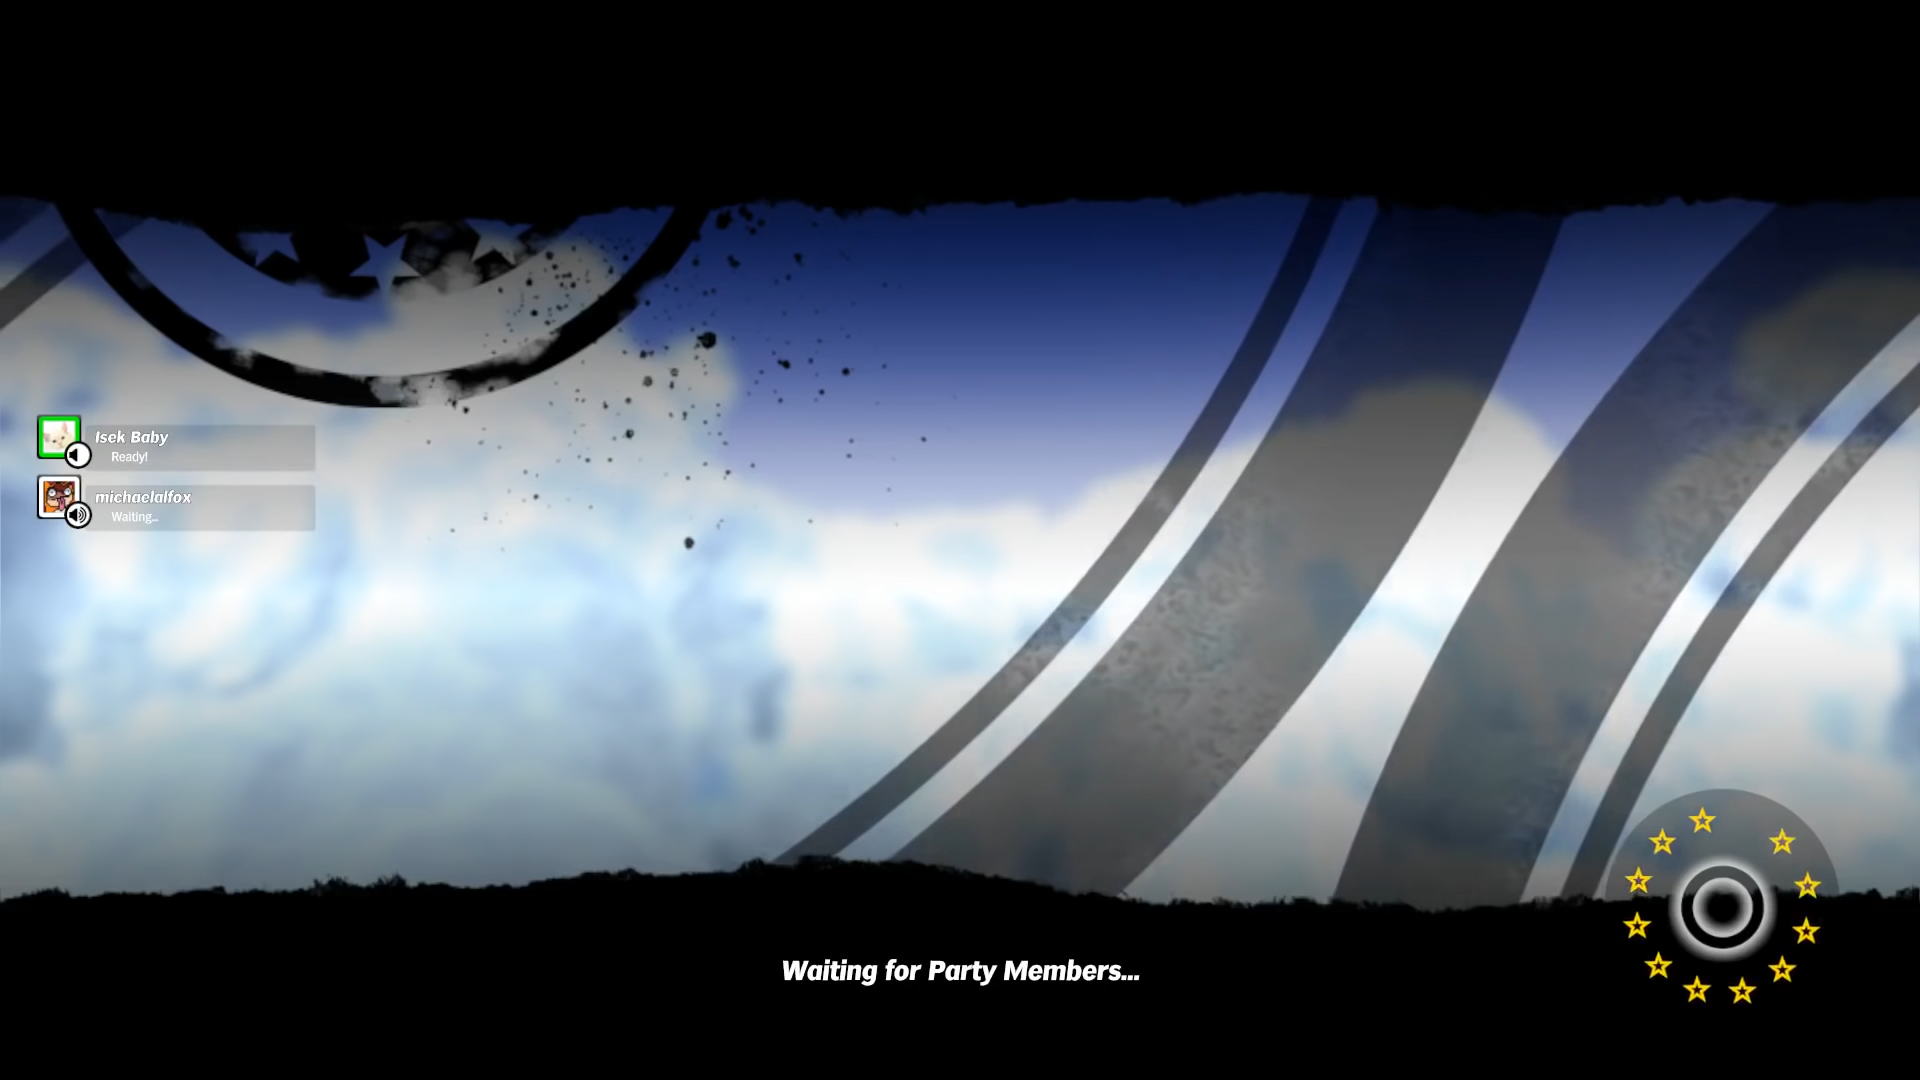 Isek Baby
Ready!
michaelalfox
Waiting...
Waiting for Party Members...